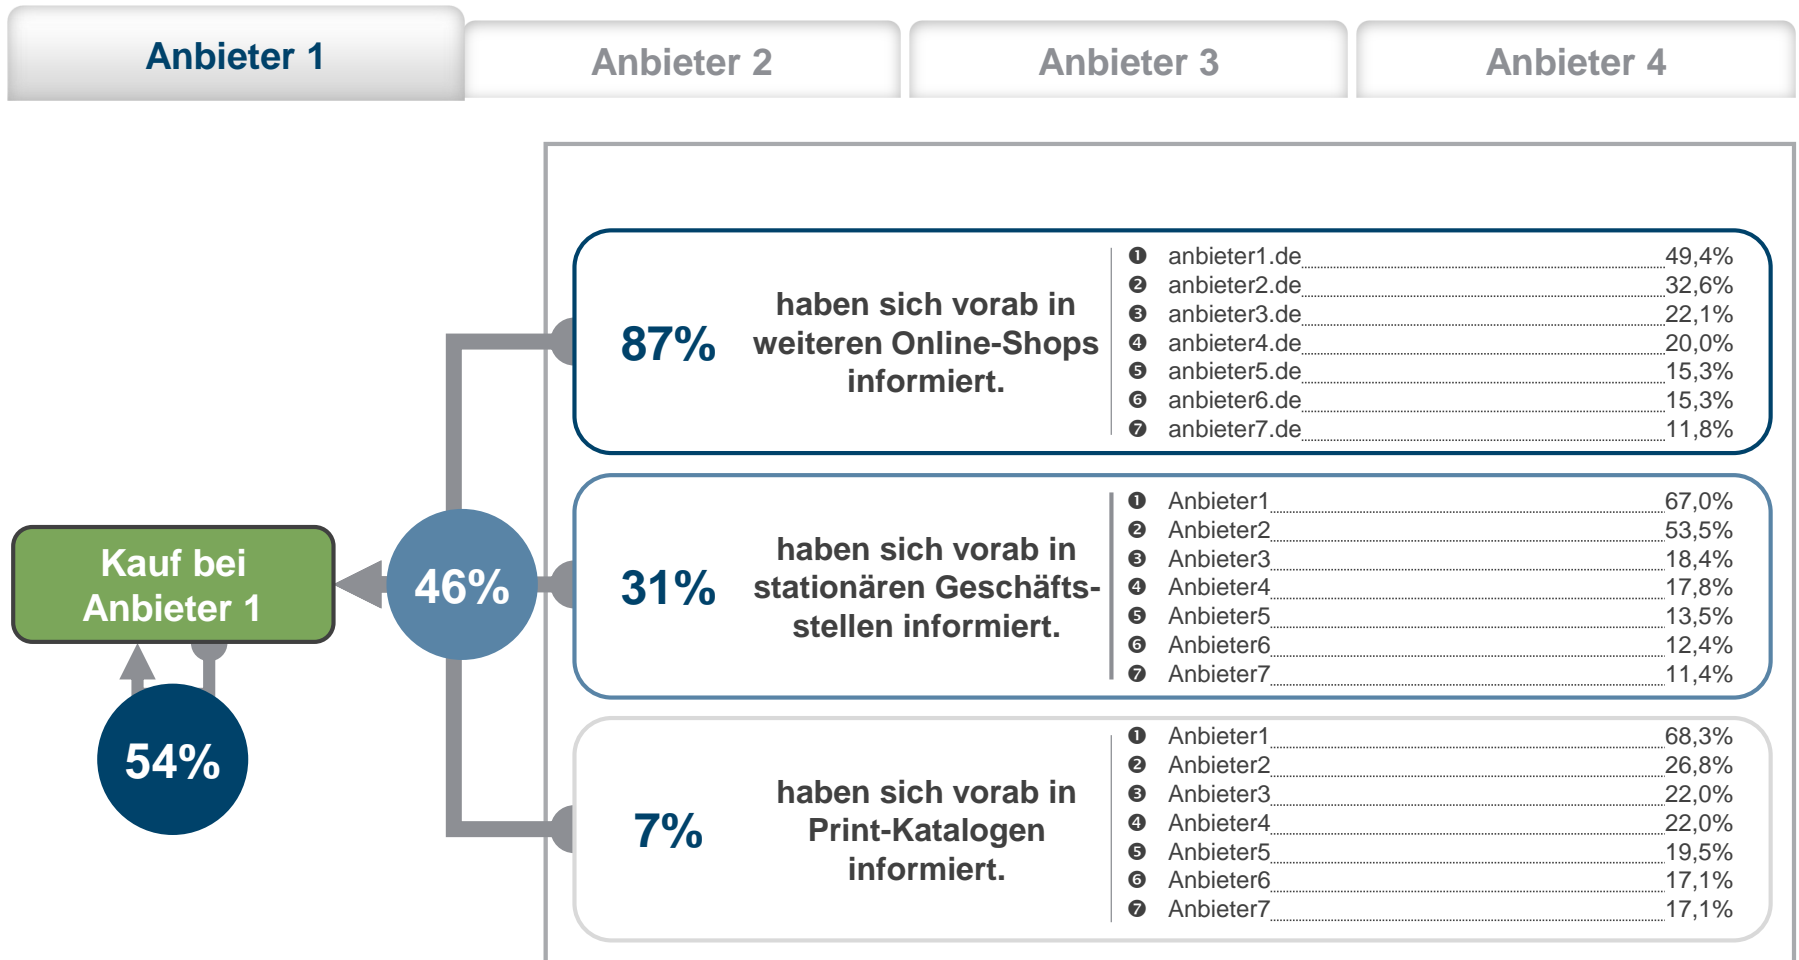 Anbieter 1
Anbieter 2
Anbieter 3
Anbieter 4
87%
haben sich vorab in
weiteren Online-Shops
informiert.
❶ anbieter1.de 49,4%
❷ anbieter2.de 32,6%
❸ anbieter3.de 22,1%
❹ anbieter4.de 20,0%
❺ anbieter5.de 15,3%
❻ anbieter6.de 15,3%
❼ anbieter7.de 11,8%
Kauf bei
Anbieter 1
46%
54%
31%
haben sich vorab in
stationären Geschäfts-
stellen informiert.
❶ Anbieter1 67,0%
❷ Anbieter2 53,5%
❸ Anbieter3 18,4%
❹ Anbieter4 17,8%
❺ Anbieter5 13,5%
❻ Anbieter6 12,4%
❼ Anbieter7 11,4%
7%
haben sich vorab in
Print-Katalogen
informiert.
❶ Anbieter1 68,3%
❷ Anbieter2 26,8%
❸ Anbieter3 22,0%
❹ Anbieter4 22,0%
❺ Anbieter5 19,5%
❻ Anbieter6 17,1%
❼ Anbieter7 17,1%